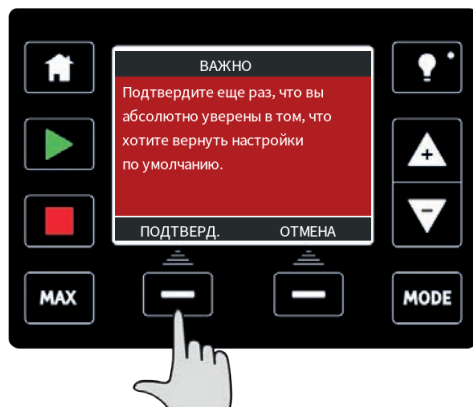 ВАЖНО
Подтвердите еще раз, что вы
абсолютно уверены в том, что
хотите вернуть настройки
по умолчанию.
ПОДТВЕРД. ОТМЕНА
MAX
MODE